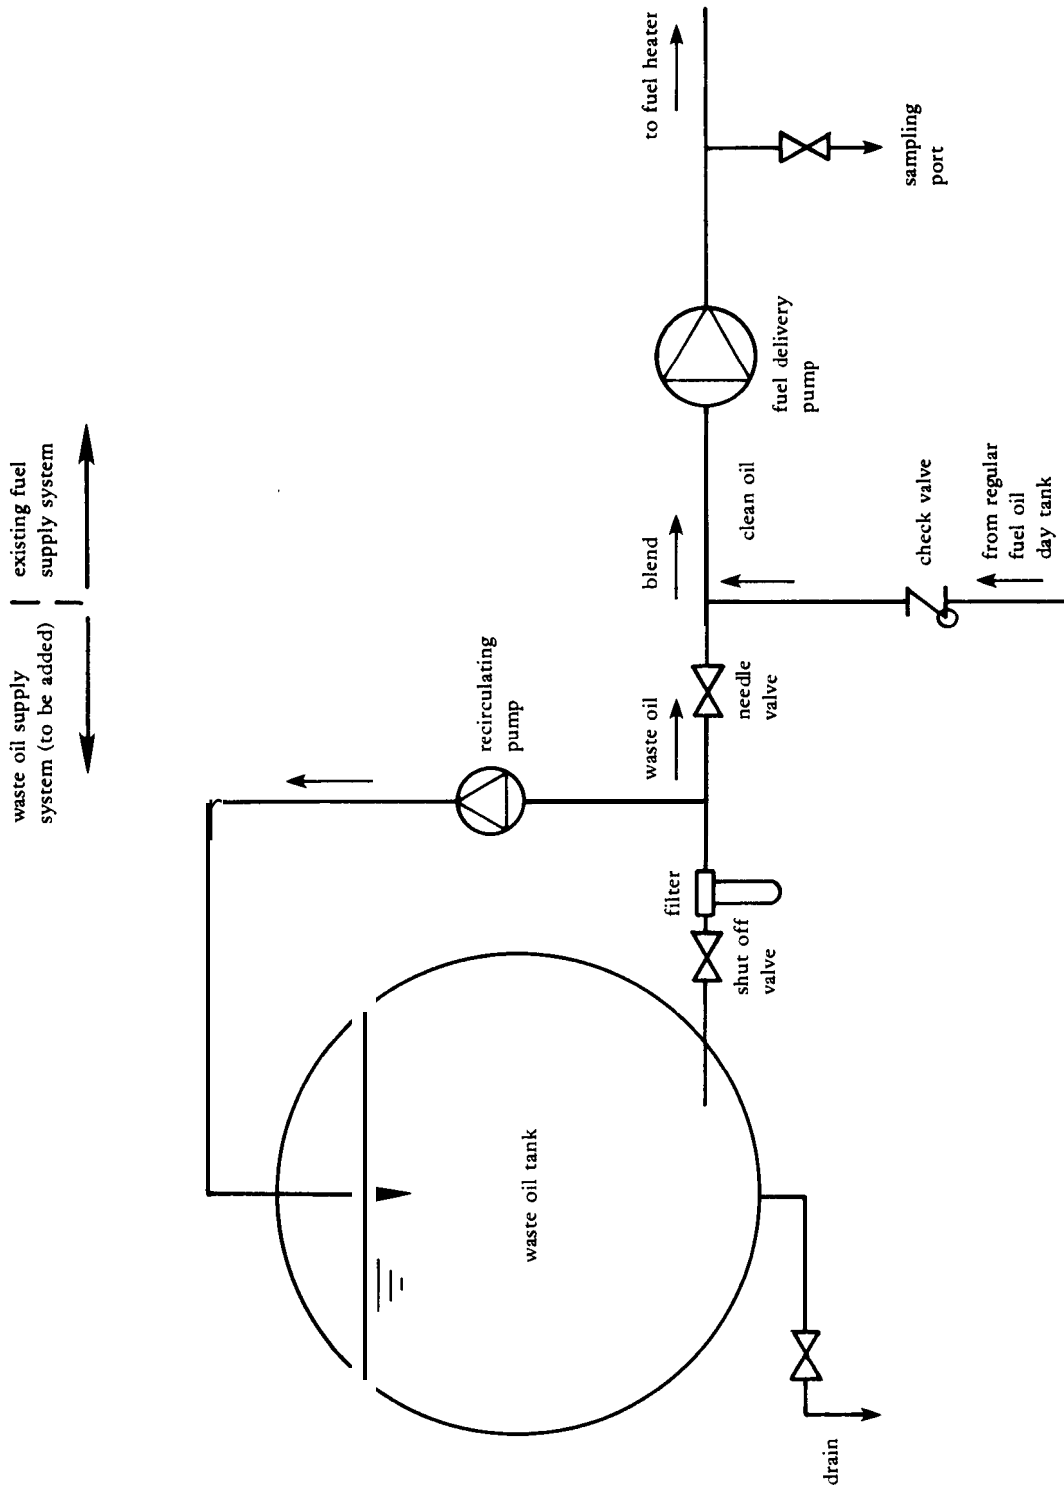 waste oil supply
system (to be added)
existing fuel
supply system
recirculating
pump
to fuel heater
waste oil
blend
filter
shut off
valve
needle
valve
clean oil
fuel delivery
pump
sampling
port
check valve
from regular
fuel oil
day tank
waste oil tank
drain